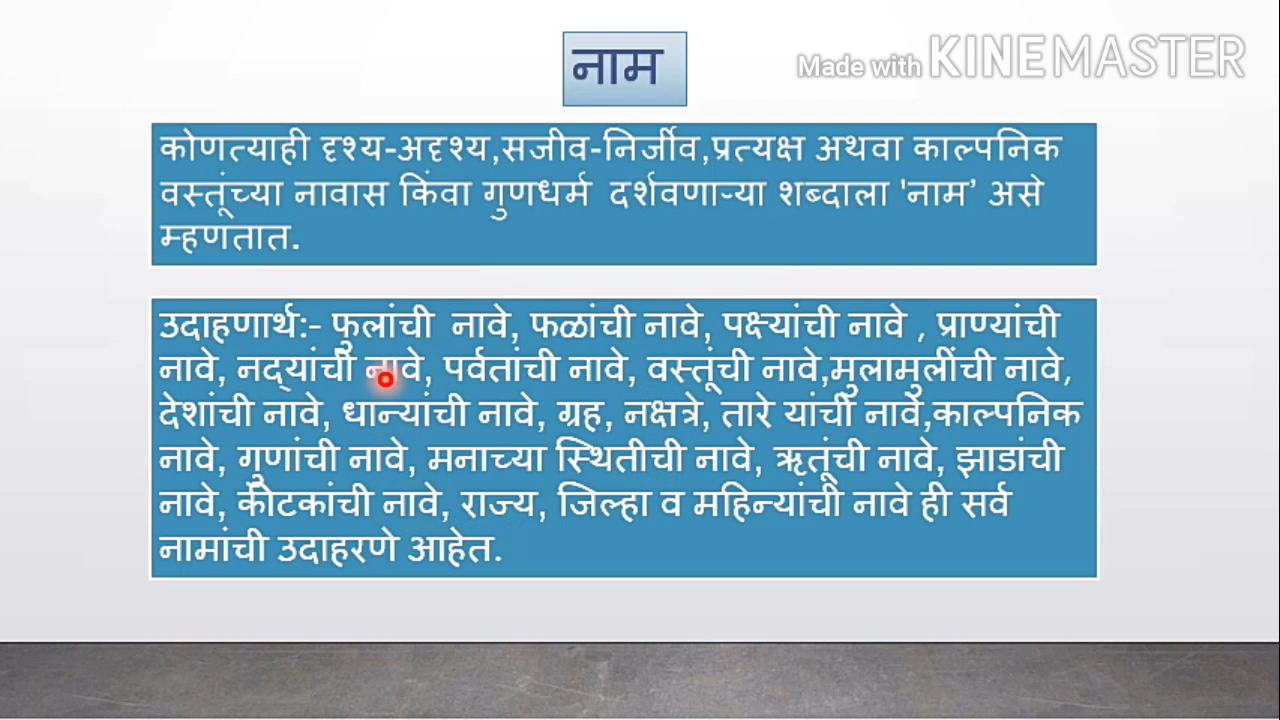 नाम
Made with KINEMASTER
कोणत्याही दृश्य-अदृश्य,सजीव-निर्जीव,प्रत्यक्ष अथवा काल्पनिक
वस्तूंच्या नावास किंवा गुणधर्म दर्शवणाऱ्या शब्दाला 'नाम’ असे
म्हणतात.
उदाहणार्थ:- फुलांची नावे, फळांची नावे, पक्ष्यांची नावे , प्राण्यांची
नावे, नद्यांची नावे, पर्वतांची नावे, वस्तूंची नावे,मुलामुलींची नावे,
देशांची नावे, धान्यांची नावे, ग्रह, नक्षत्रे, तारे यांची नावे,काल्पनिक
नावे, गुणांची नावे, मनाच्या स्थितीची नावे, ऋतूंची नावे, झाडांची
नावे, कीटकांची नावे, राज्य, जिल्हा व महिन्यांची नावे ही सर्व
नामांची उदाहरणे आहेत.